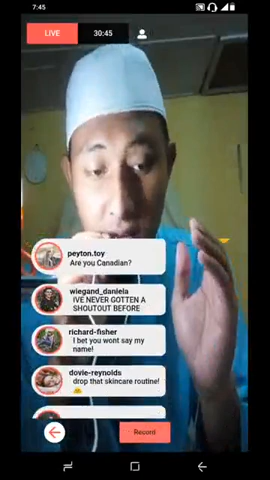 7:45
LIVE 30:45
peyton.toy
Are you Canadian?
wiegand_daniela
IVE NEVER GOTTEN A
SHOUTOUT BEFORE
richard-fisher
I bet you wont say my
name!
dovie-reynolds
drop that skincare routine!
🤗
Record